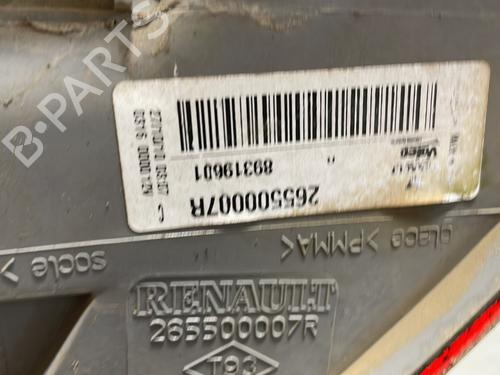 265500007R
89319601
Valeo
socle >
glace >PMMA<
RENAULT
265500007R
T93
B-PARTS